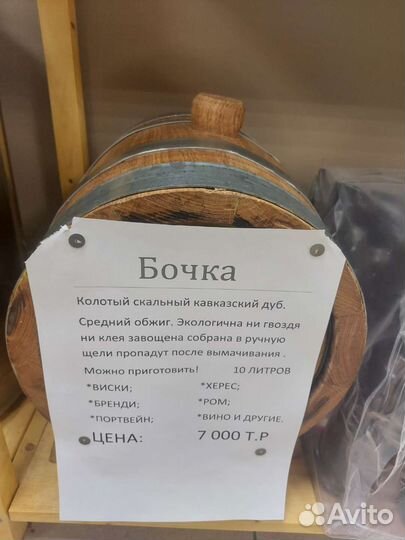 Бочка
Колотый скальный кавказский дуб.
Средний обжиг. Экологична ни гвоздя
ни клея завощена собрана в ручную
щели пропадут после вымачивания .
Можно приготовить! 10 ЛИТРОВ
*ВИСКИ; *ХЕРЕС;
*БРЕНДИ; *РОМ;
*ПОРТВЕЙН; *ВИНО И ДРУГИЕ.
ЦЕНА: 7 000 Т.Р
Avito